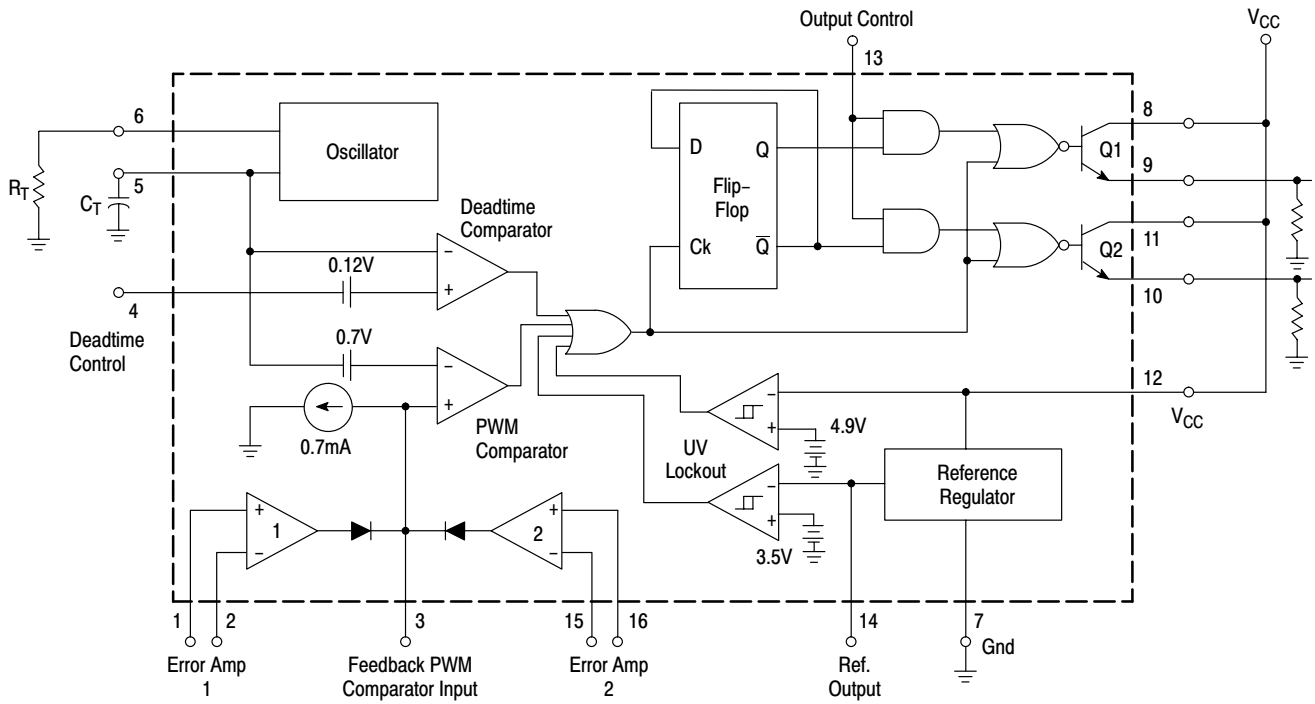 Output Control
VCC
13
6
Oscillator
RT
5
CT
D
Q
Flip–
Flop
Ck
Q
8
Q1
9
Q2
11
10
Deadtime
Comparator
0.12V
4
Deadtime
Control
0.7V
–
+
–
+
PWM
Comparator
0.7mA
12
VCC
–
+
4.9V
UV
Lockout
–
+
3.5V
Reference
Regulator
+
1
–
+
2
–
1
2
3
15
16
14
7
Gnd
Error Amp
1
Feedback PWM
Comparator Input
Error Amp
2
Ref.
Output